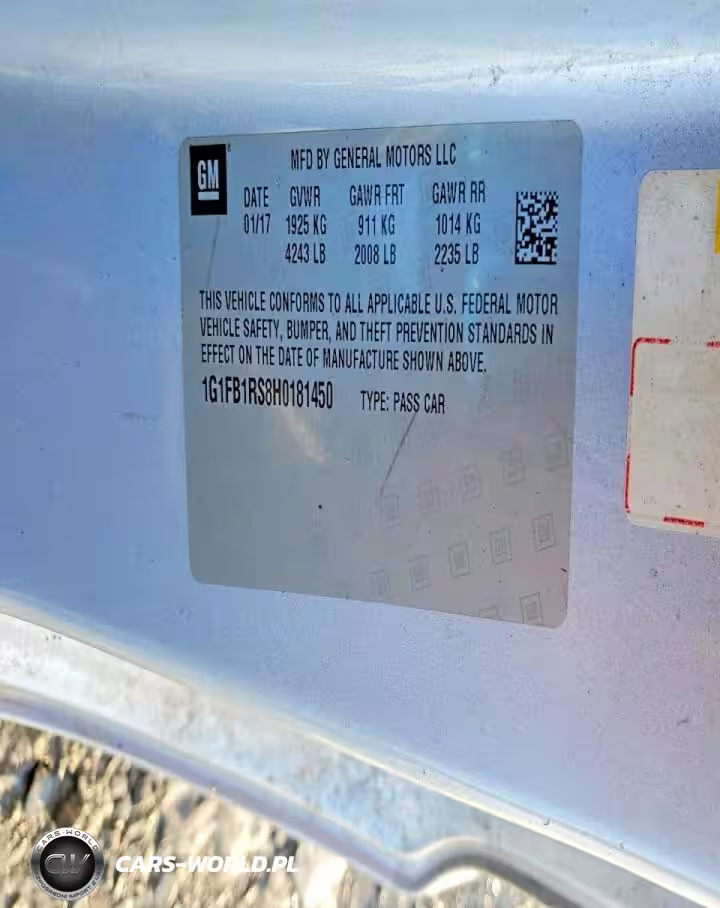 GM
MFD BY GENERAL MOTORS LLC
DATE GVWR GAWR FRT GAWR RR
01/17 1925 KG 911 KG 1014 KG
4243 LB 2008 LB 2235 LB
THIS VEHICLE CONFORMS TO ALL APPLICABLE U.S. FEDERAL MOTOR
VEHICLE SAFETY, BUMPER, AND THEFT PREVENTION STANDARDS IN
EFFECT ON THE DATE OF MANUFACTURE SHOWN ABOVE.
1G1FB1RS8H0181450 TYPE: PASS CAR
CARS-WORLD
CW
CARS-WORLD.PL